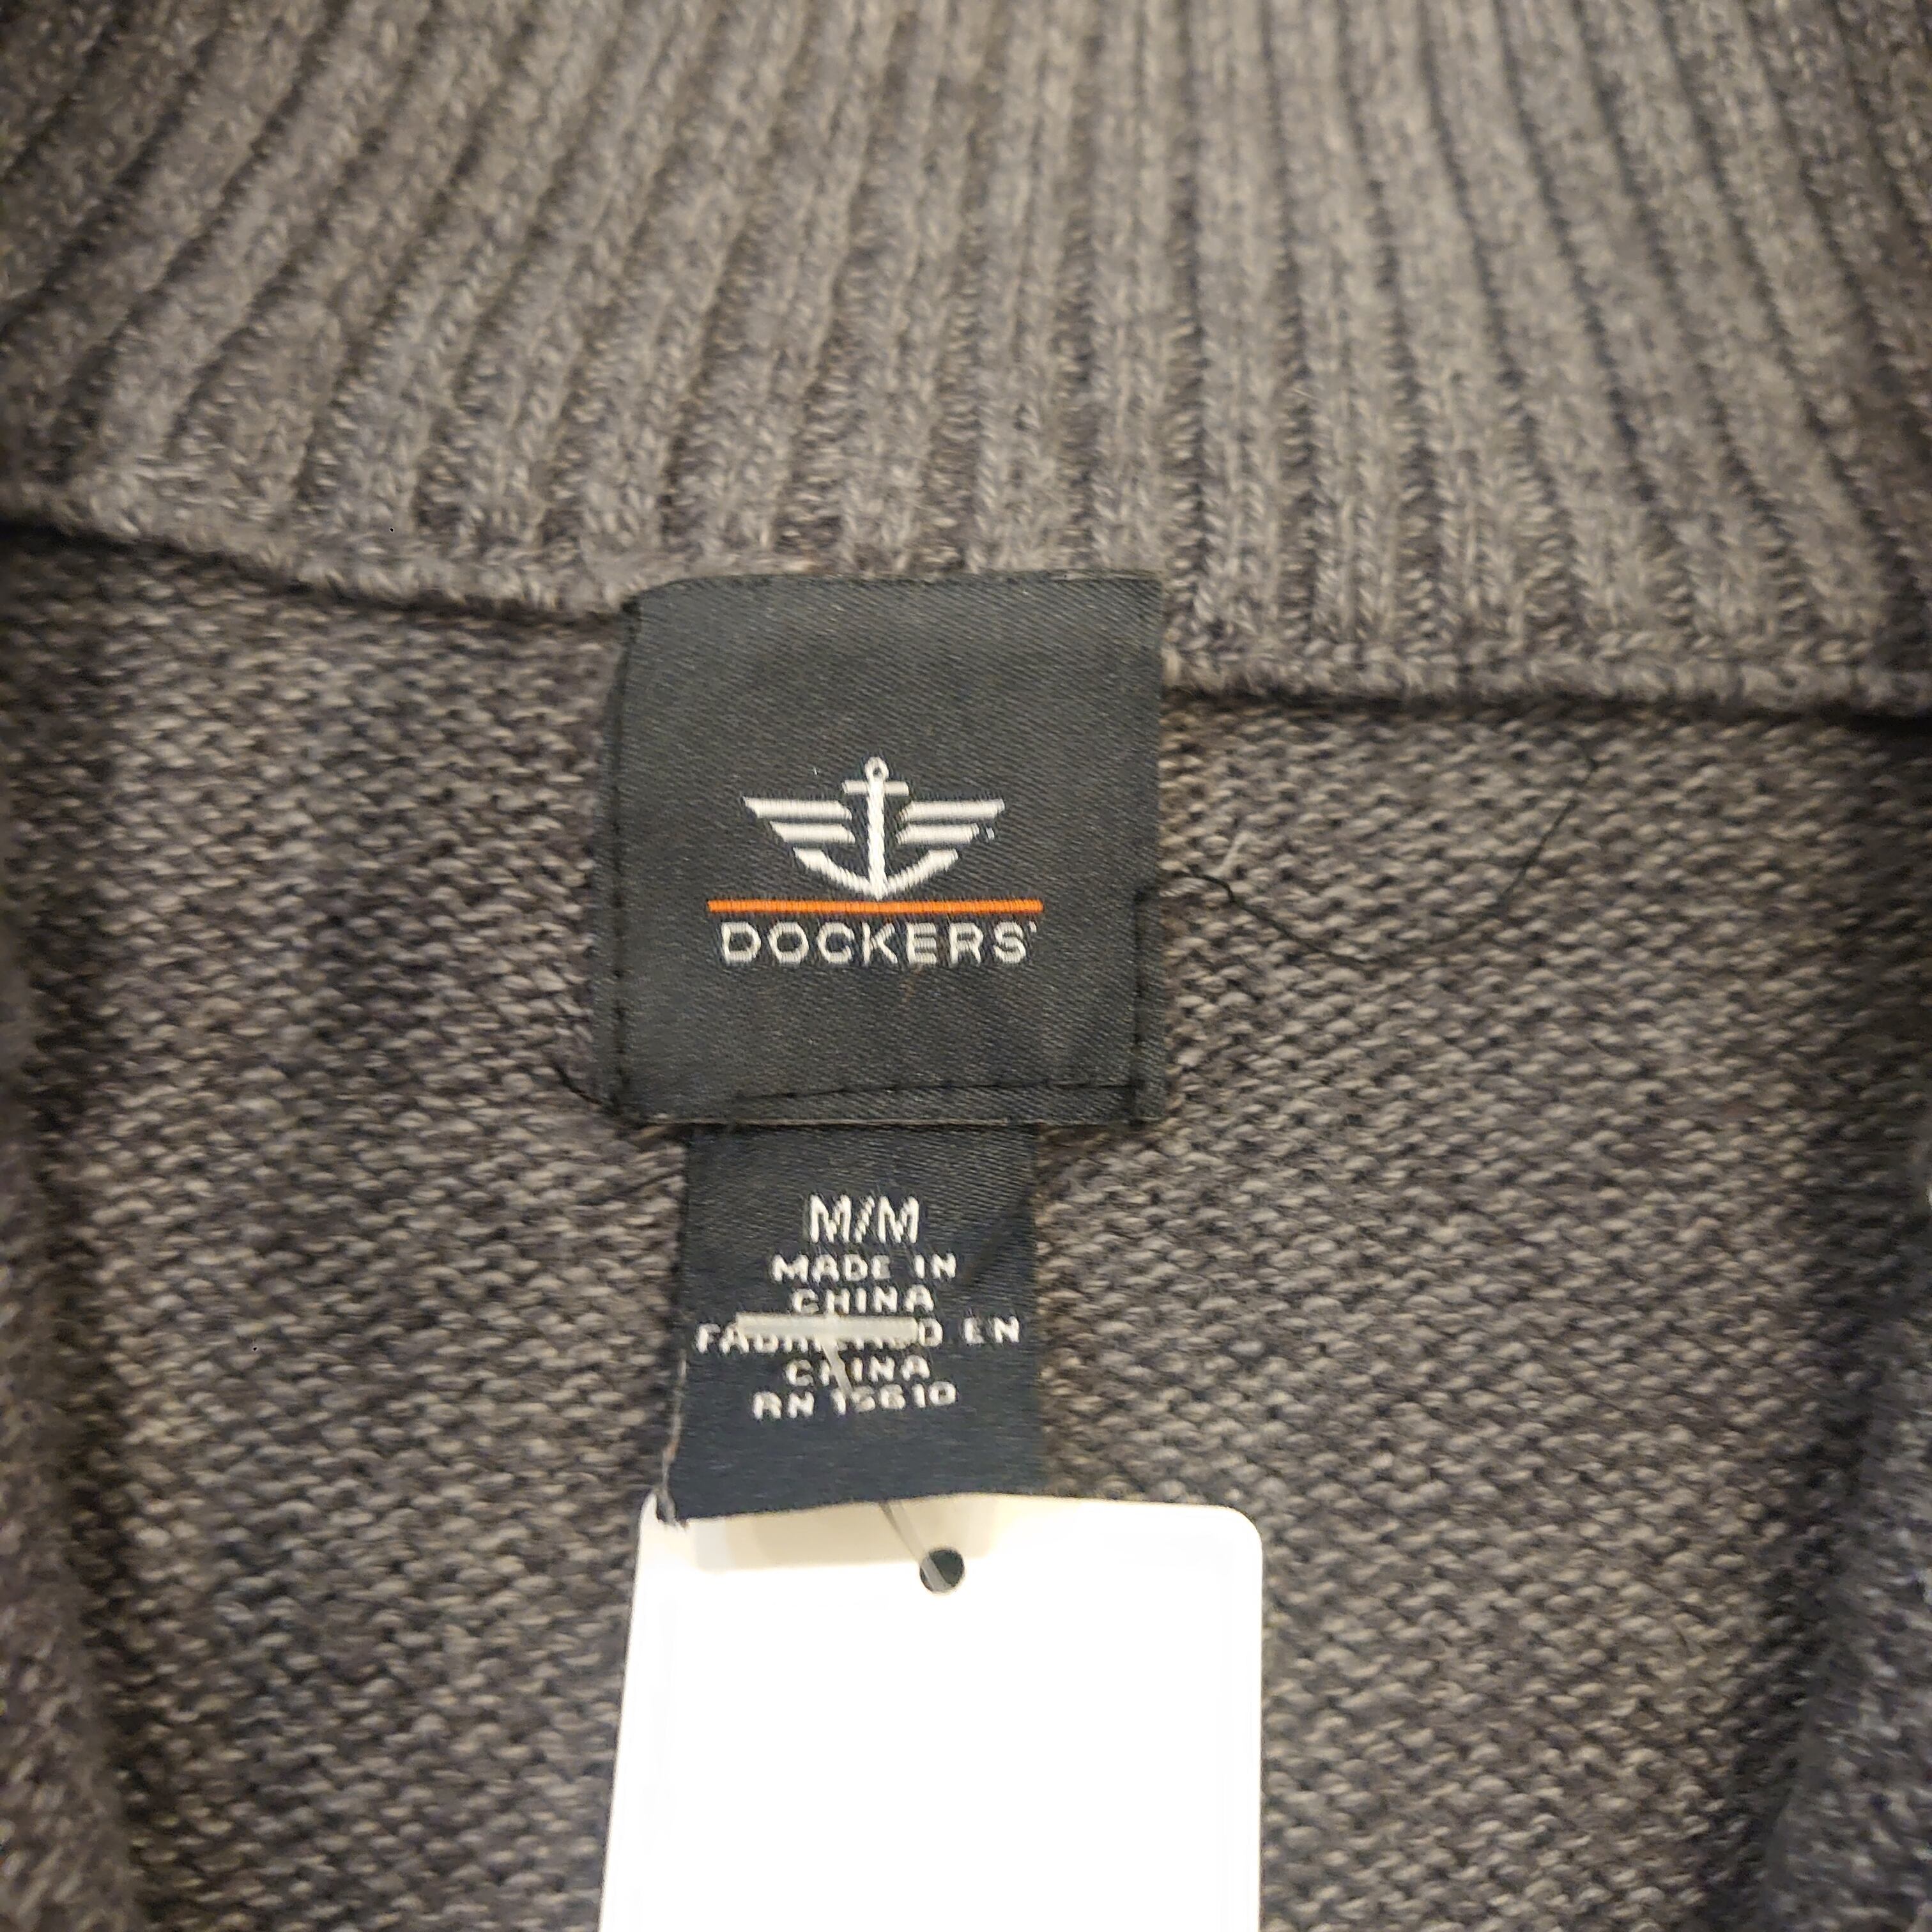 DOCKERS
M/M
MADE IN
CHINA
FABRICADO EN
CHINA
RN 15610